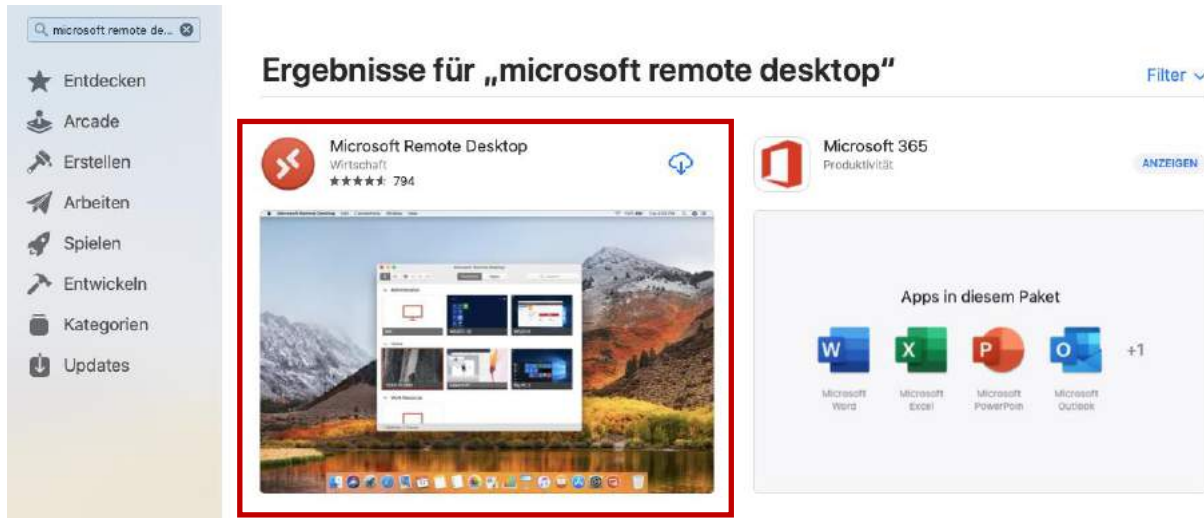 microsoft remote de...
Entdecken
Arcade
Erstellen
Arbeiten
Spielen
Entwickeln
Kategorien
Updates
Ergebnisse für „microsoft remote desktop“
Filter
Microsoft Remote Desktop
Wirtschaft
794
Microsoft 365
Produktivität
ANZEIGEN
Apps in diesem Paket
W
X
P
O
+1
Microsoft Word
Microsoft Excel
Microsoft PowerPoint
Microsoft Outlook